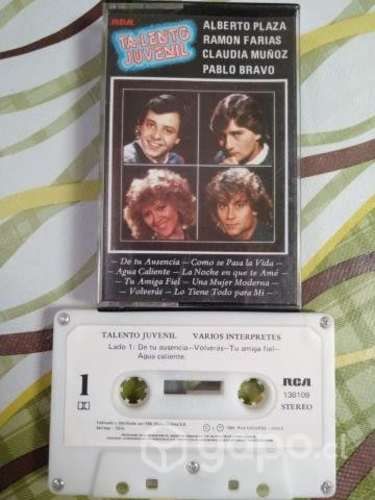 RCA
TALENTO
JUVENIL
ALBERTO PLAZA
RAMON FARIAS
CLAUDIA MUÑOZ
PABLO BRAVO
— De tu Ausencia — Como se Pasa la Vida —
— Agua Caliente — La Noche en que te Amé —
— Tu Amiga Fiel — Una Mujer Moderna —
— Volverás — Lo Tiene Todo para Mi —
TALENTO JUVENIL VARIOS INTERPRETES
Lado 1: De tu ausencia—Volverás—Tu amiga fiel—
Agua caliente.
1
RCA
138109
STEREO